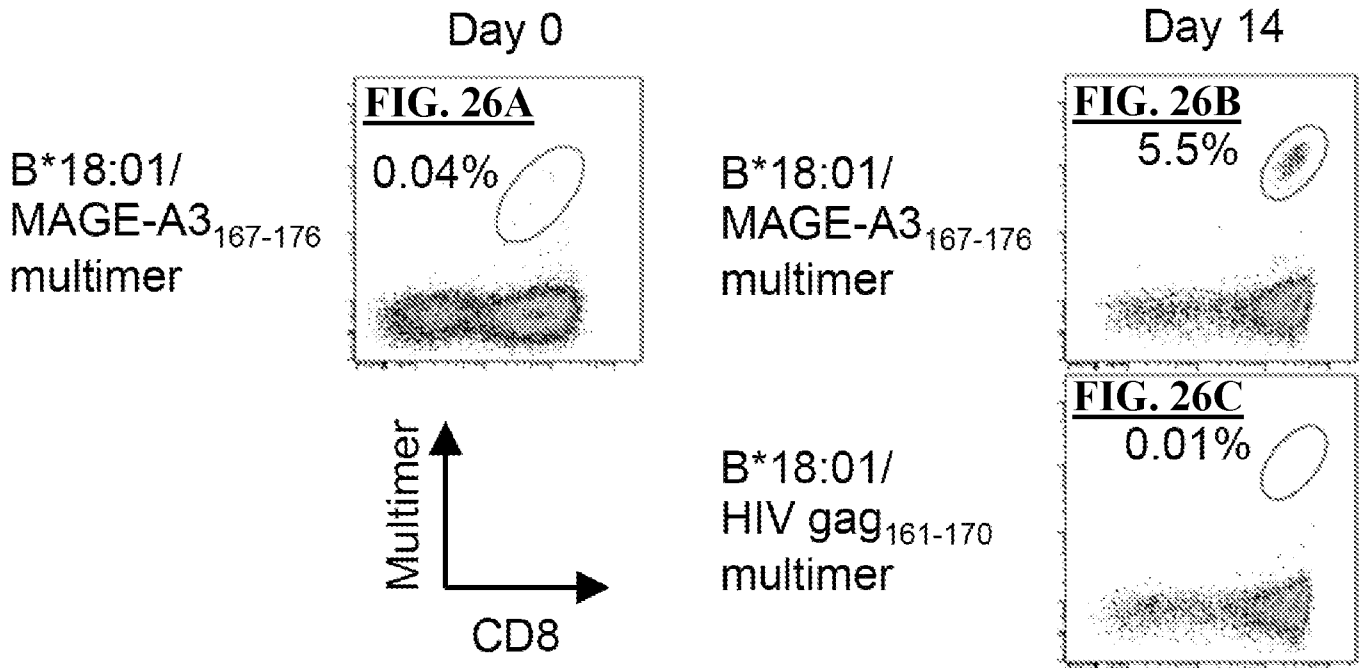 Day 0
Day 14
FIG. 26A
0.04%
B*18:01/
MAGE-A3167-176
multimer
FIG. 26B
5.5%
B*18:01/
MAGE-A3167-176
multimer
FIG. 26C
0.01%
B*18:01/
HIV gag161-170
multimer
Multimer
CD8